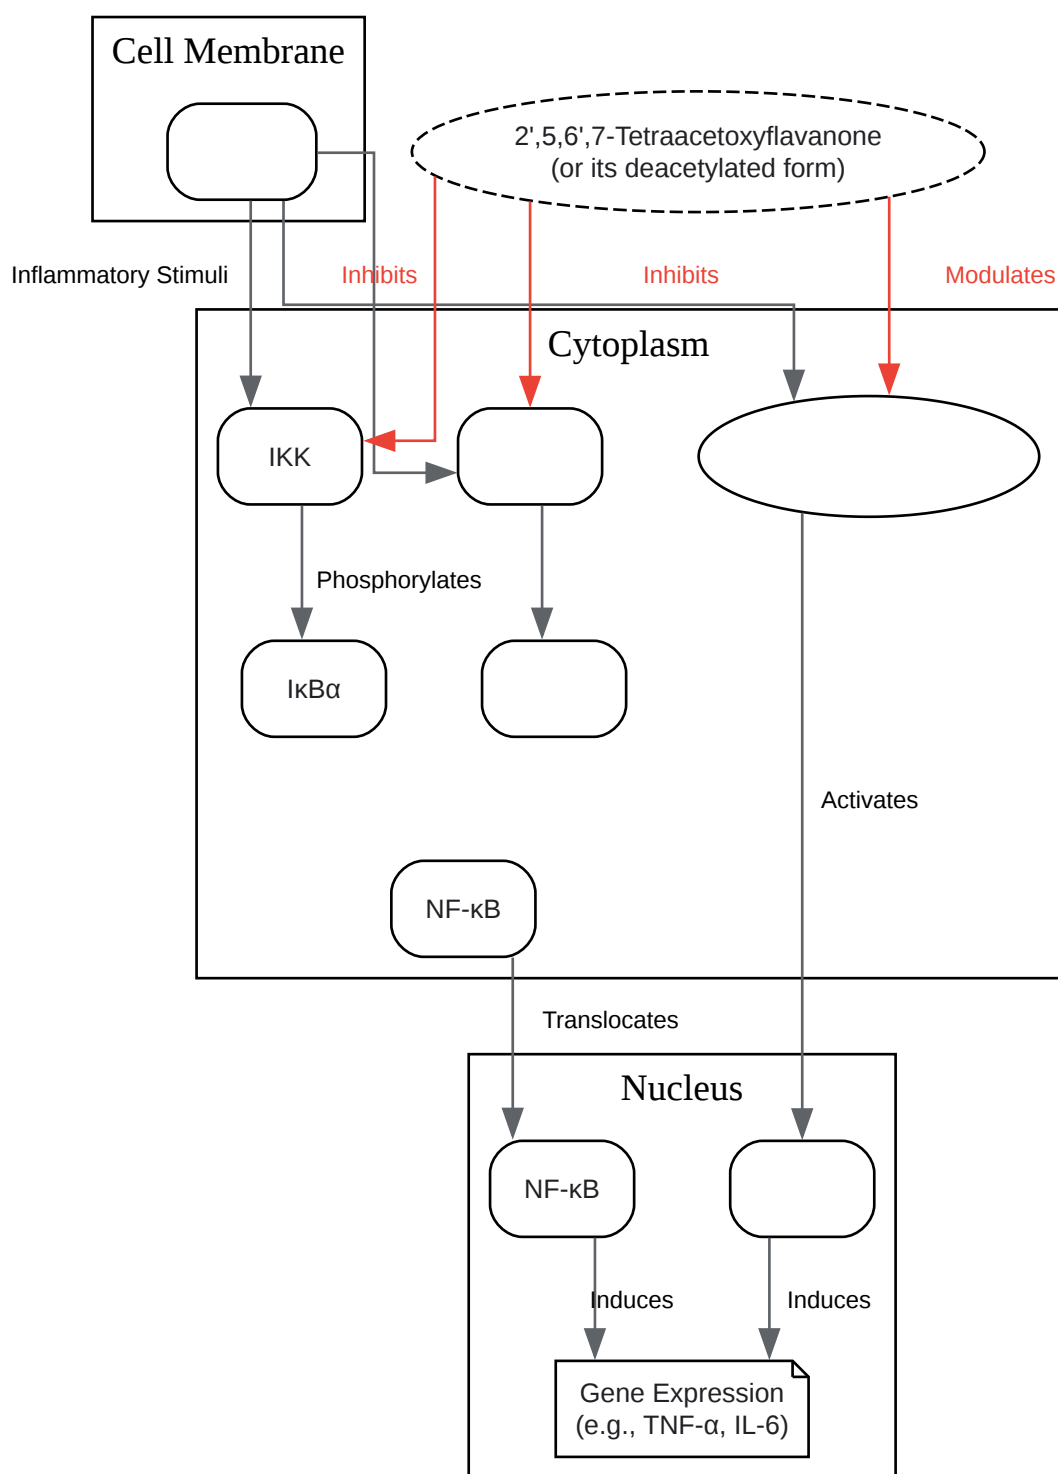 Cell Membrane
2',5,6',7-Tetraacetoxyflavanone
(or its deacetylated form)
Inflammatory Stimuli
Inhibits
Inhibits
Modulates
Cytoplasm
IKK
Phosphorylates
IκBα
Activates
NF-κB
Translocates
Nucleus
NF-κB
Induces
Induces
Gene Expression
(e.g., TNF-α, IL-6)